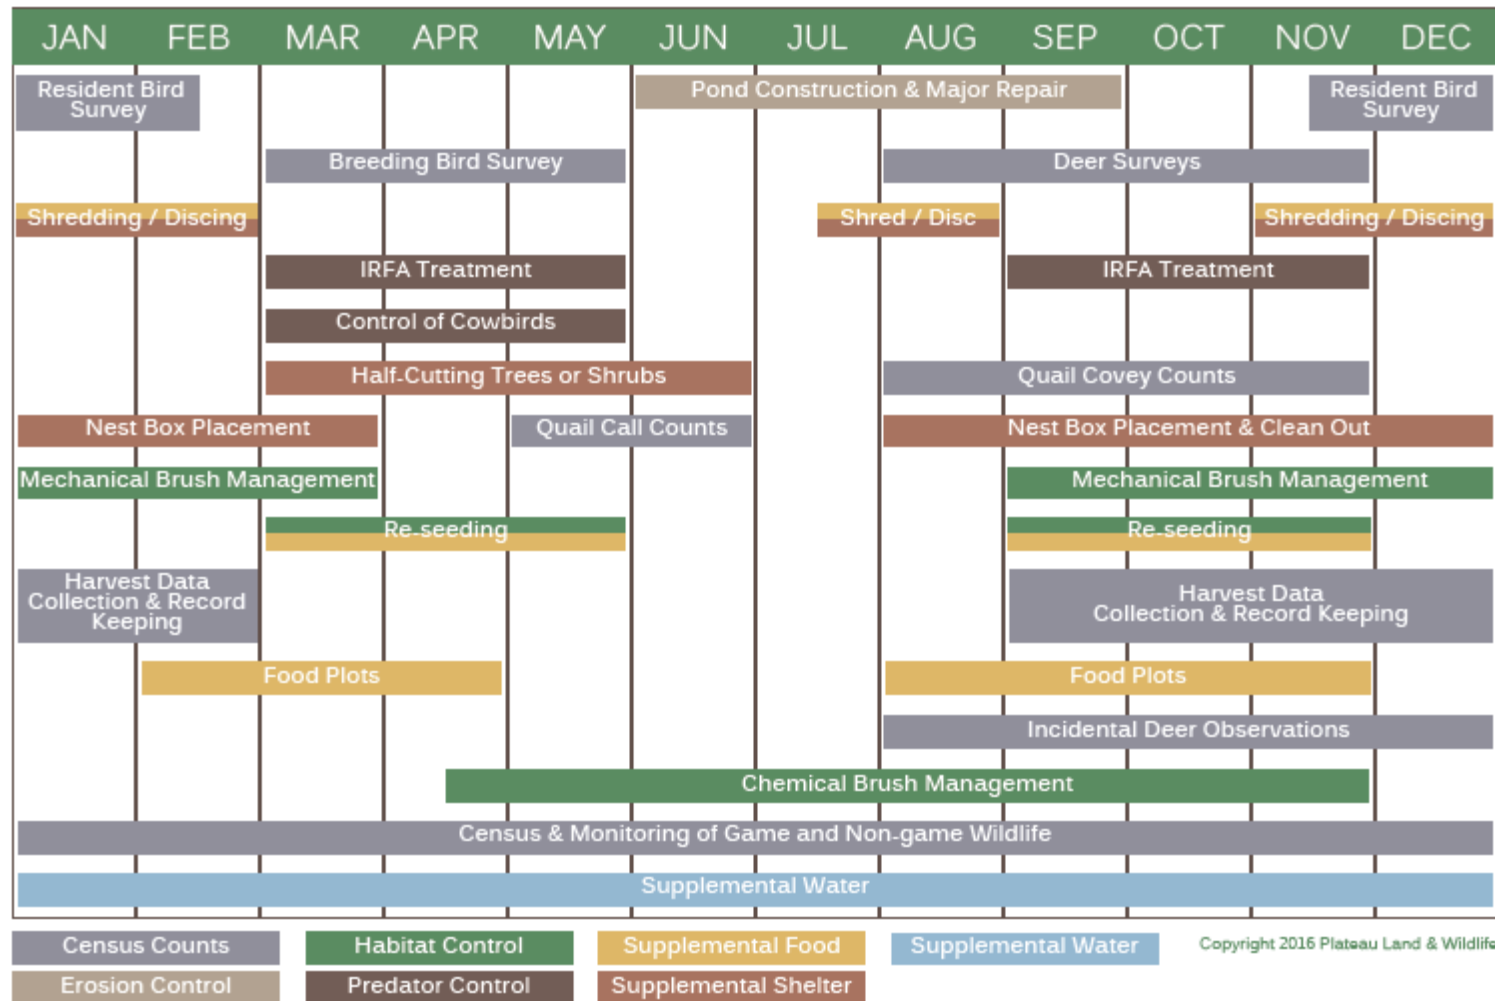 JAN FEB MAR APR MAY JUN JUL AUG SEP OCT NOV DEC
Resident Bird
Survey
Pond Construction & Major Repair
Resident Bird
Survey
Breeding Bird Survey
Deer Surveys
Shredding / Discing
Shred / Disc
Shredding / Discing
IRFA Treatment
IRFA Treatment
Control of Cowbirds
Half-Cutting Trees or Shrubs
Quail Covey Counts
Nest Box Placement
Quail Call Counts
Nest Box Placement & Clean Out
Mechanical Brush Management
Mechanical Brush Management
Re-seeding
Re-seeding
Harvest Data
Collection & Record
Keeping
Harvest Data
Collection & Record Keeping
Food Plots
Food Plots
Incidental Deer Observations
Chemical Brush Management
Census & Monitoring of Game and Non-game Wildlife
Supplemental Water
Census Counts
Habitat Control
Supplemental Food
Supplemental Water
Copyright 2016 Plateau Land & Wildlife
Erosion Control
Predator Control
Supplemental Shelter